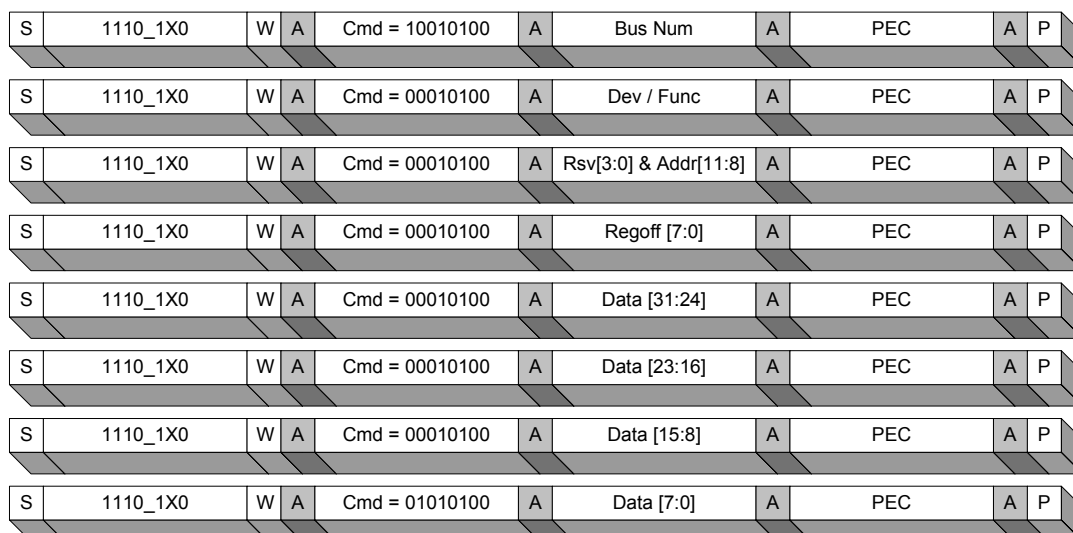 S 1110_1X0 W A Cmd = 10010100 A Bus Num A PEC A P
S 1110_1X0 W A Cmd = 00010100 A Dev / Func A PEC A P
S 1110_1X0 W A Cmd = 00010100 A Rsv[3:0] & Addr[11:8] A PEC A P
S 1110_1X0 W A Cmd = 00010100 A Regoff [7:0] A PEC A P
S 1110_1X0 W A Cmd = 00010100 A Data [31:24] A PEC A P
S 1110_1X0 W A Cmd = 00010100 A Data [23:16] A PEC A P
S 1110_1X0 W A Cmd = 00010100 A Data [15:8] A PEC A P
S 1110_1X0 W A Cmd = 01010100 A Data [7:0] A PEC A P